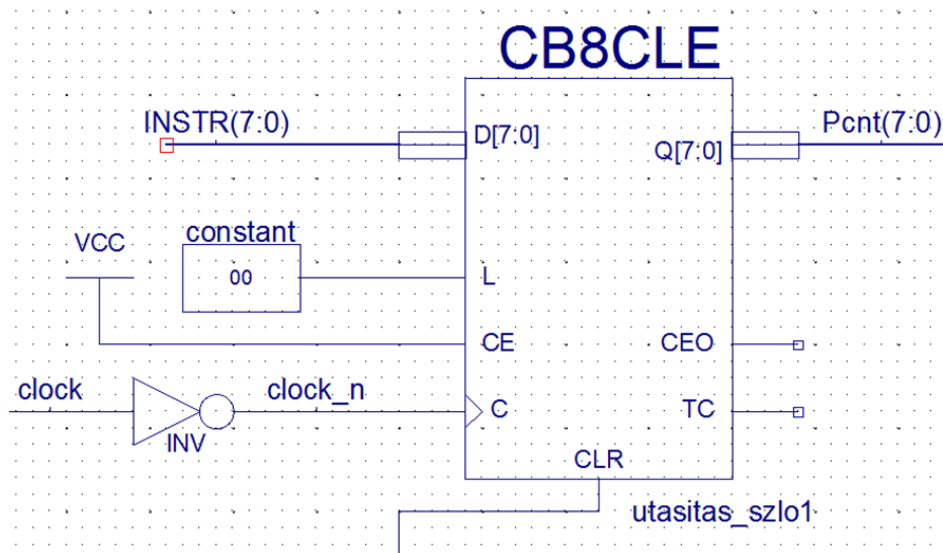 CB8CLE
INSTR(7:0)
D[7:0]
Q[7:0]
Pcnt(7:0)
VCC
constant
00
L
CE
CEO
clock
INV
clock_n
C
TC
CLR
utasitas_szlo1